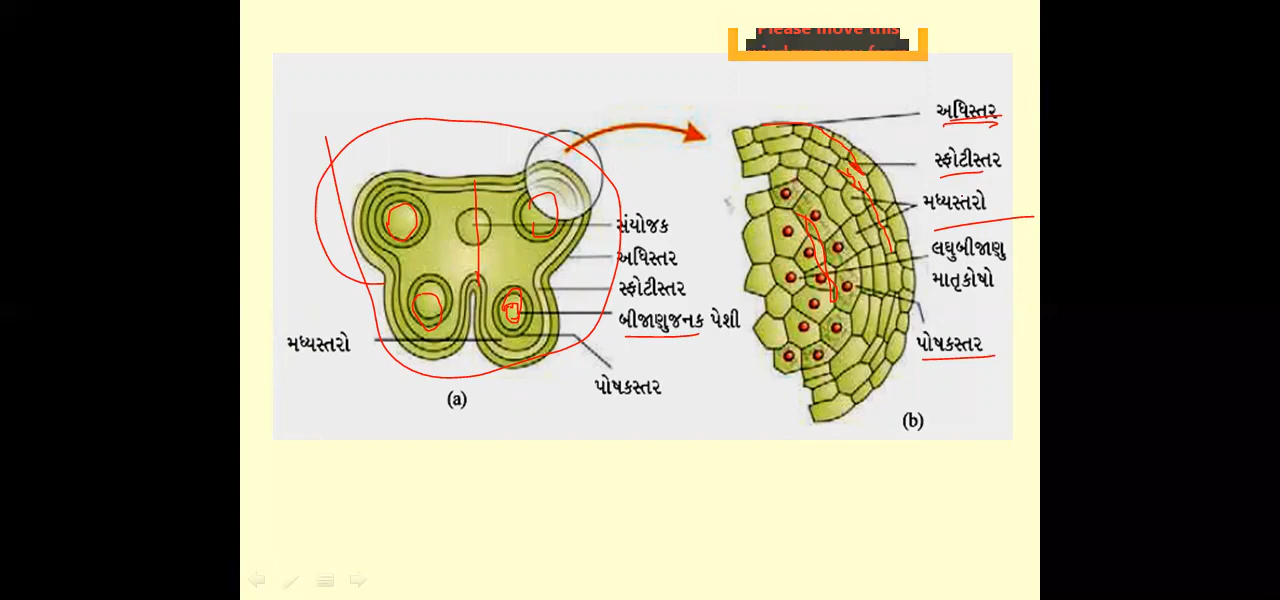 Please move this
અધિસ્તર
સ્ફોટીસ્તર
મધ્યસ્તરો
લઘુબીજાણુ
માતૃકોષો
પોષકસ્તર
(b)
સંયોજક
અધિસ્તર
સ્ફોટીસ્તર
બીજાણુજનક પેશી
મધ્યસ્તરો
પોષકસ્તર
(a)